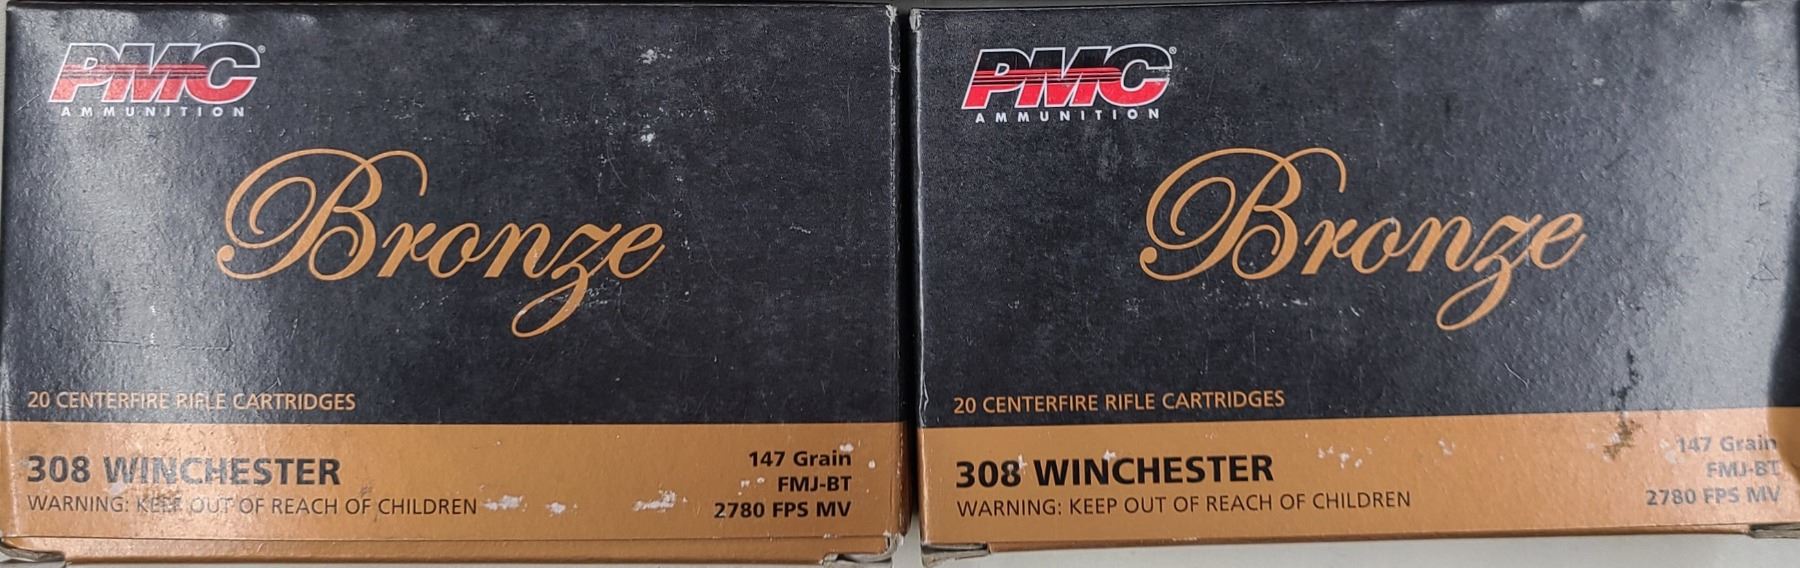 PMC®
AMMUNITION
Bronze
20 CENTERFIRE RIFLE CARTRIDGES
308 WINCHESTER
WARNING: KEEP OUT OF REACH OF CHILDREN
147 Grain
FMJ-BT
2780 FPS MV
PMC®
AMMUNITION
Bronze
20 CENTERFIRE RIFLE CARTRIDGES
308 WINCHESTER
WARNING: KEEP OUT OF REACH OF CHILDREN
147 Grain
FMJ-BT
2780 FPS MV